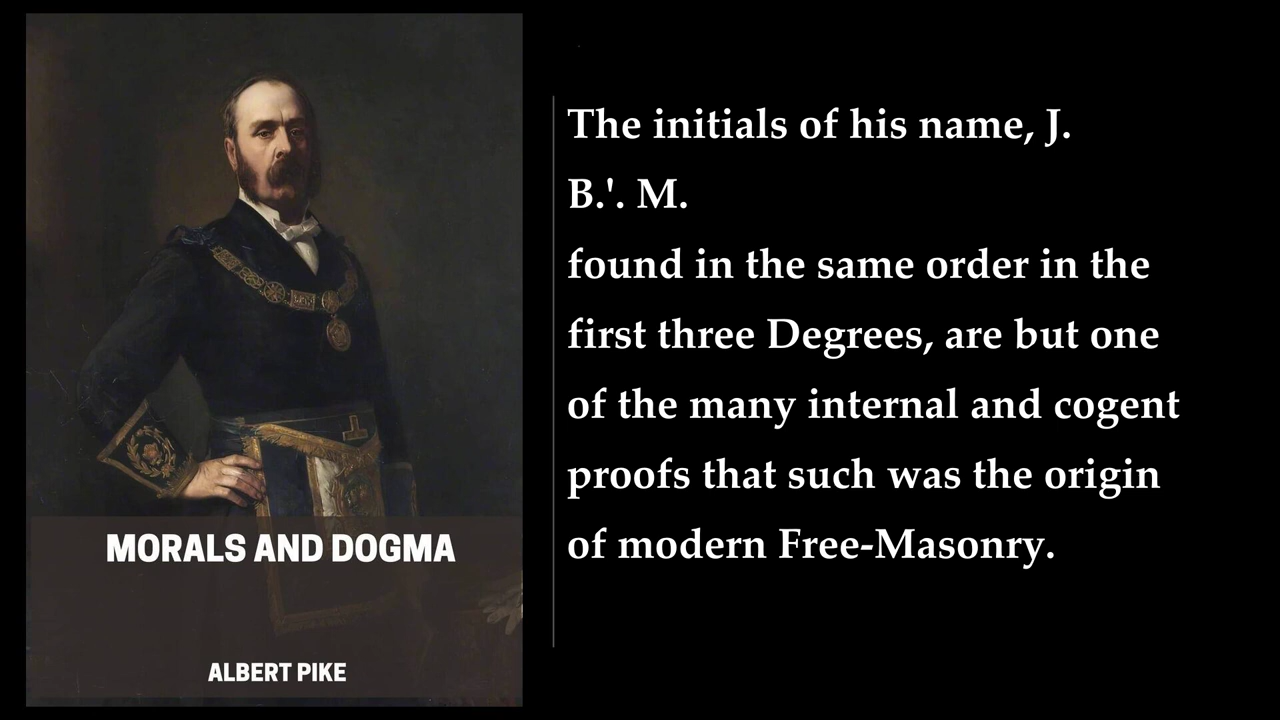 MORALS AND DOGMA
ALBERT PIKE
The initials of his name, J.
B.'. M.
found in the same order in the
first three Degrees, are but one
of the many internal and cogent
proofs that such was the origin
of modern Free-Masonry.